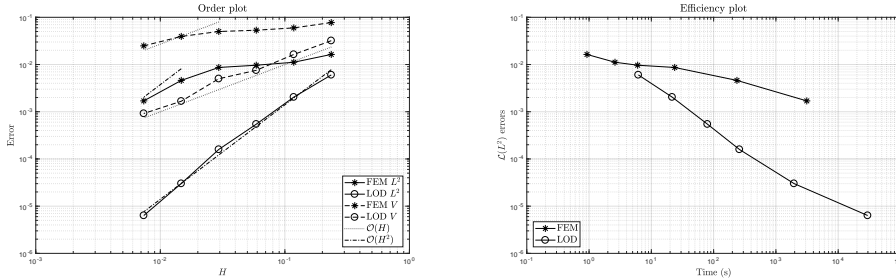 Order plot
10^-1
10^-2
10^-3
10^-4
10^-5
10^-6
Error
10^-3
10^-2
10^-1
10^0
H
FEM L^2
LOD L^2
FEM V
LOD V
O(H)
O(H^2)
Efficiency plot
10^-1
10^-2
10^-3
10^-4
10^-5
10^-6
L(L^2) errors
10^-1
10^0
10^1
10^2
10^3
10^4
Time (s)
FEM
LOD